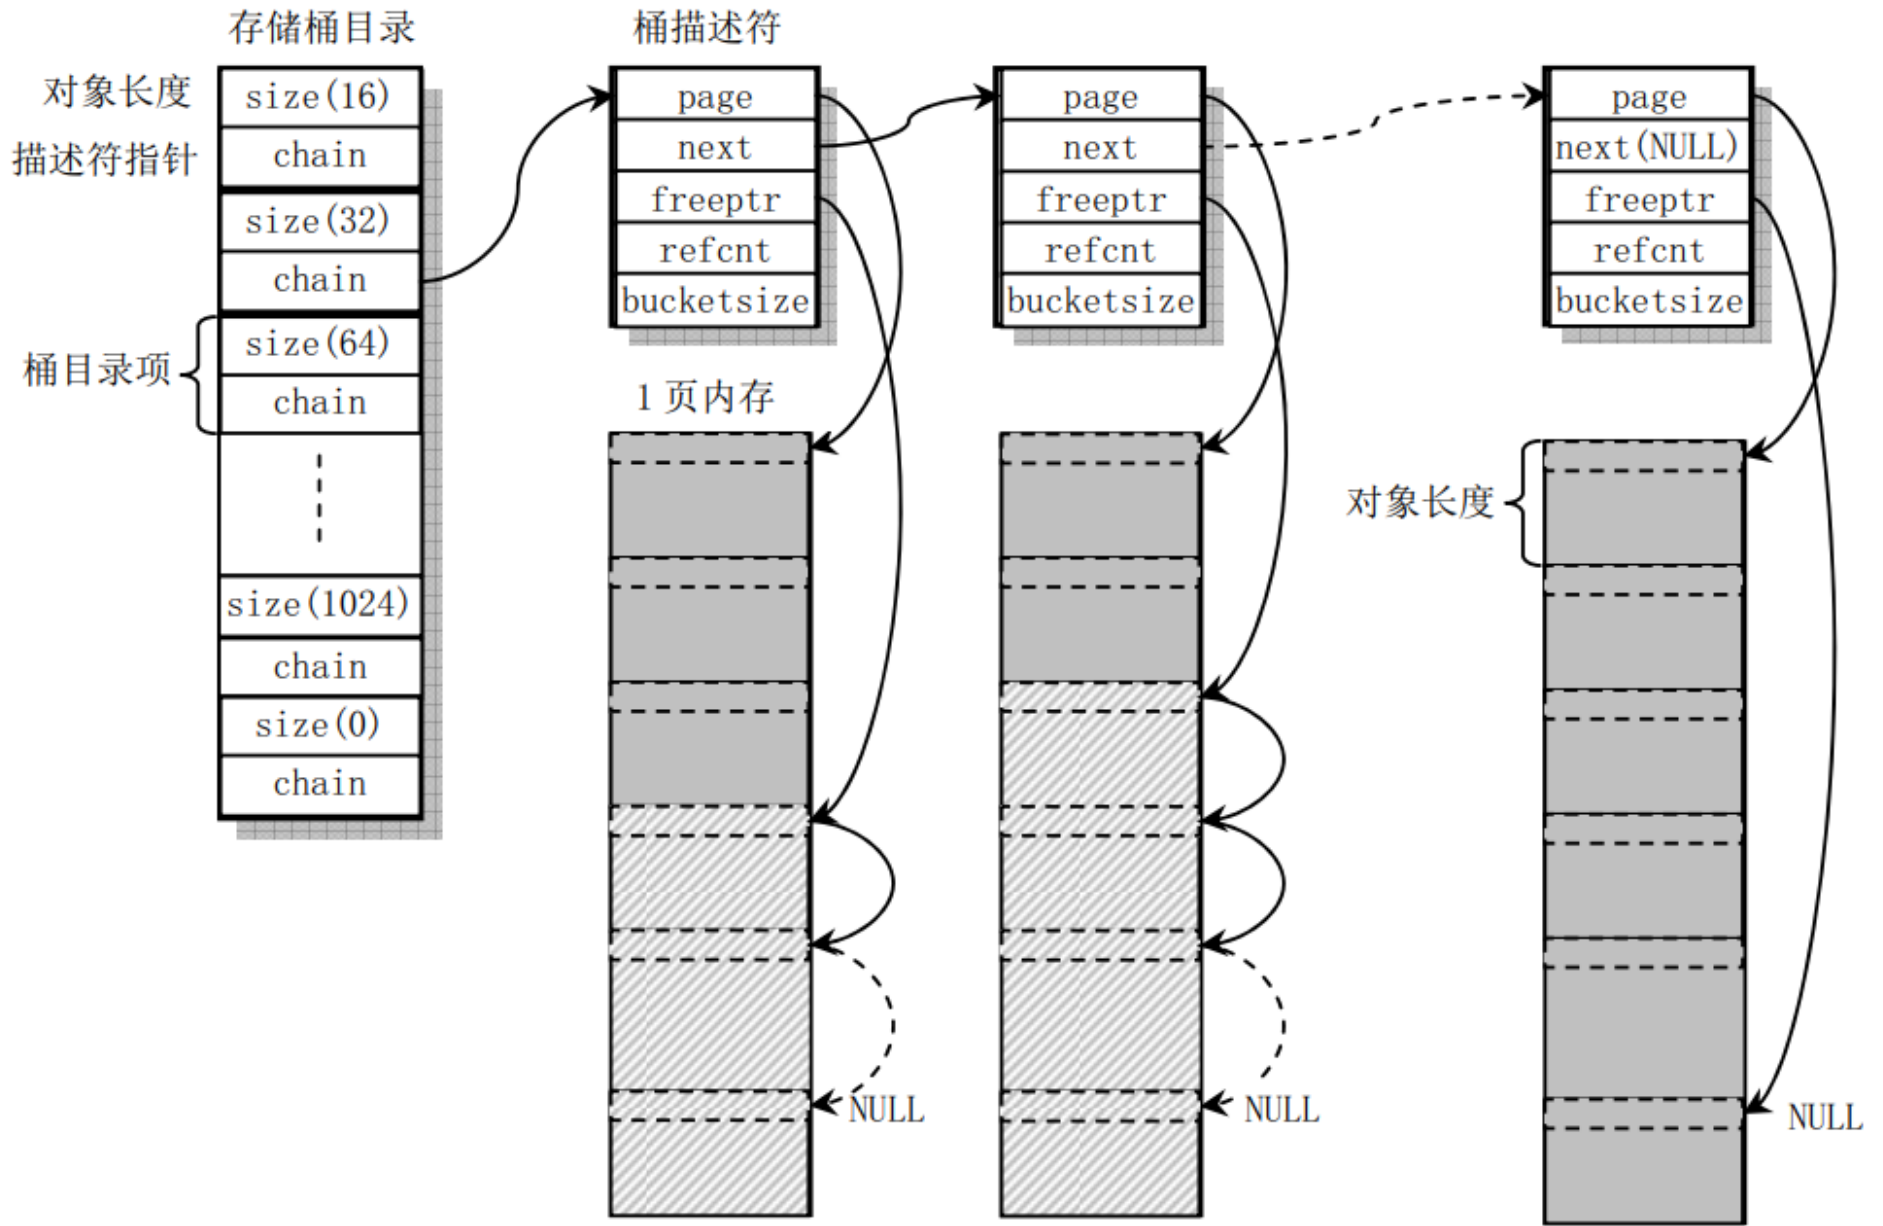 存储桶目录
对象长度
size(16)
描述符指针
chain
size(32)
chain
桶目录项
size(64)
chain
size(1024)
chain
size(0)
chain
桶描述符
page
next
freeptr
refcnt
bucketsize
1 页内存
NULL
page
next
freeptr
refcnt
bucketsize
NULL
page
next(NULL)
freeptr
refcnt
bucketsize
对象长度
NULL